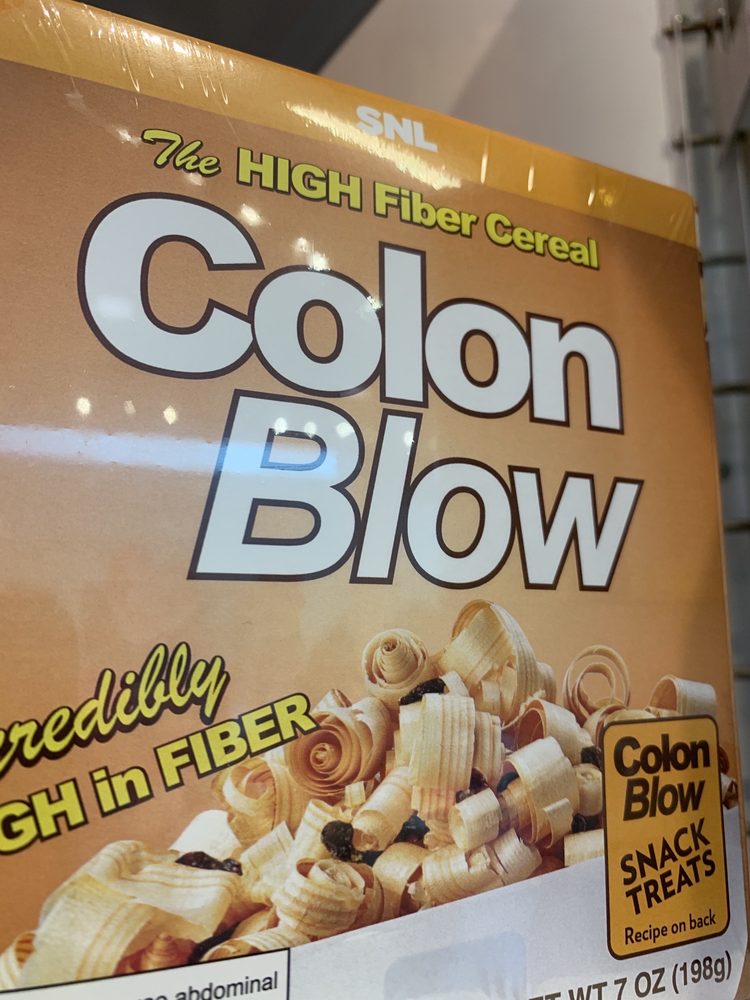 SNL
The HIGH Fiber Cereal
Colon
Blow
credibly
GH in FIBER
Colon
Blow
SNACK
TREATS
Recipe on back
abdominal
WT 7 OZ (198g)